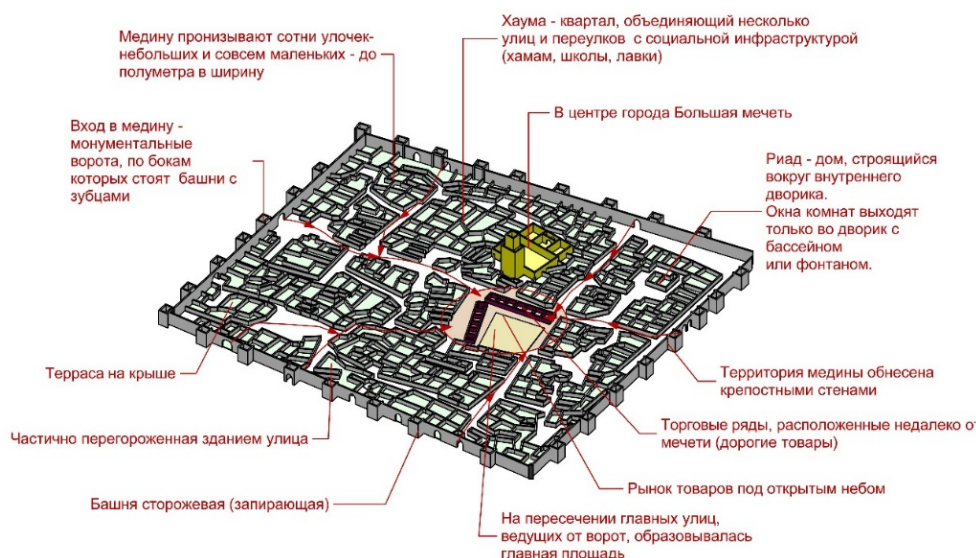 Медину пронизывают сотни улочек-
небольших и совсем маленьких - до
полуметра в ширину
Хаума - квартал, объединяющий несколько
улиц и переулков с социальной инфраструктурой
(хамам, школы, лавки)
В центре города Большая мечеть
Вход в медину -
монументальные
ворота, по бокам
которых стоят башни с
зубцами
Риад - дом, строящийся
вокруг внутреннего
дворика.
Окна комнат выходят
только во дворик с
бассейном
или фонтаном.
Терраса на крыше
Территория медины обнесена
крепостными стенами
Частично перегороженная зданием улица
Торговые ряды, расположенные недалеко от
мечети (дорогие товары)
Башня сторожевая (запирающая)
Рынок товаров под открытым небом
На пересечении главных улиц,
ведущих от ворот, образовывалась
главная площадь